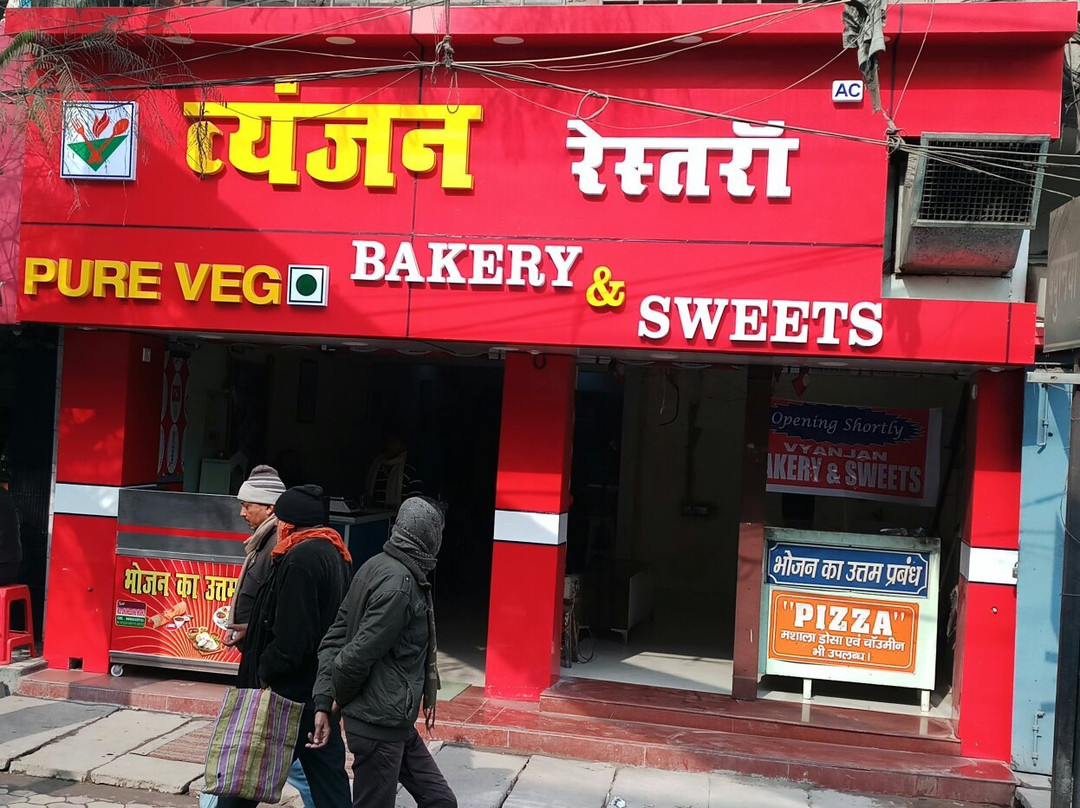 AC
व्यंजन रेस्तराॅ
PURE VEG
BAKERY & SWEETS
Opening Shortly
VYANJAN
AKERY & SWEETS
भोजन का उत्तम
भोजन का उत्तम प्रबंध
"PIZZA"
मशाला डोसा एवं चॉउमीन
भी उपलब्ध।